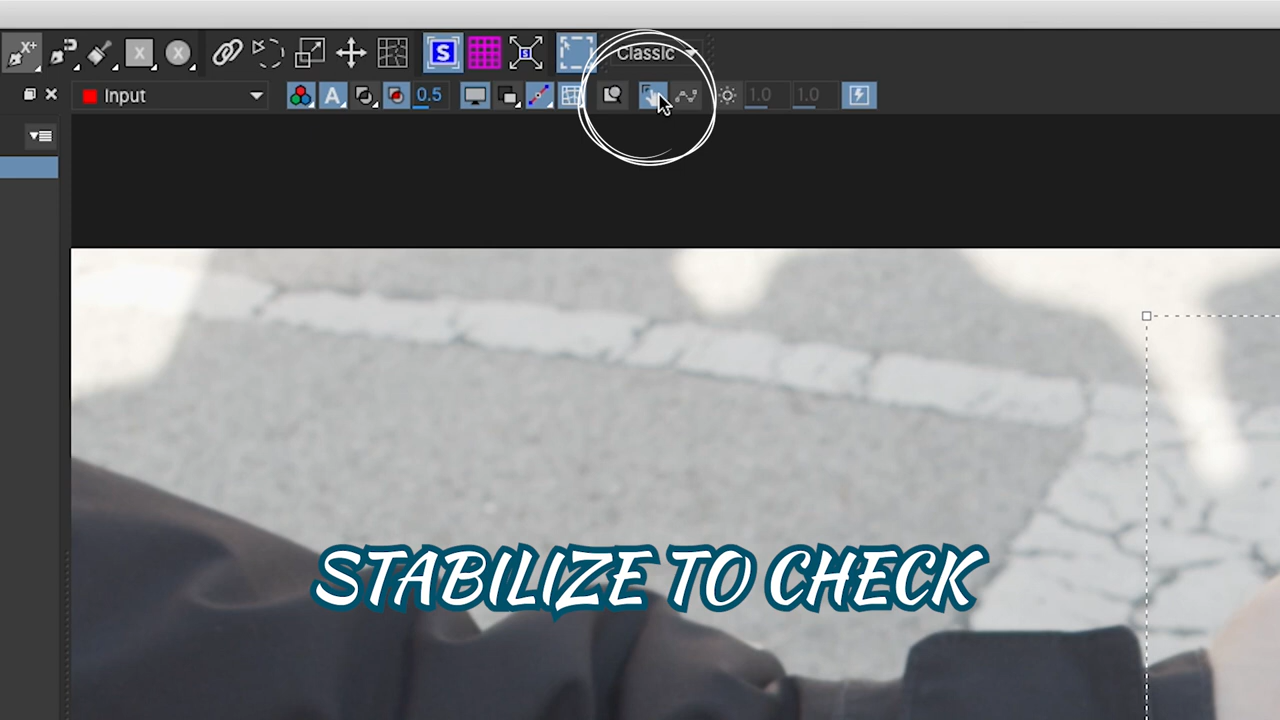 Classic
Input
A
0.5
1.0
1.0
S
X
X
X+
S
STABILIZE TO CHECK